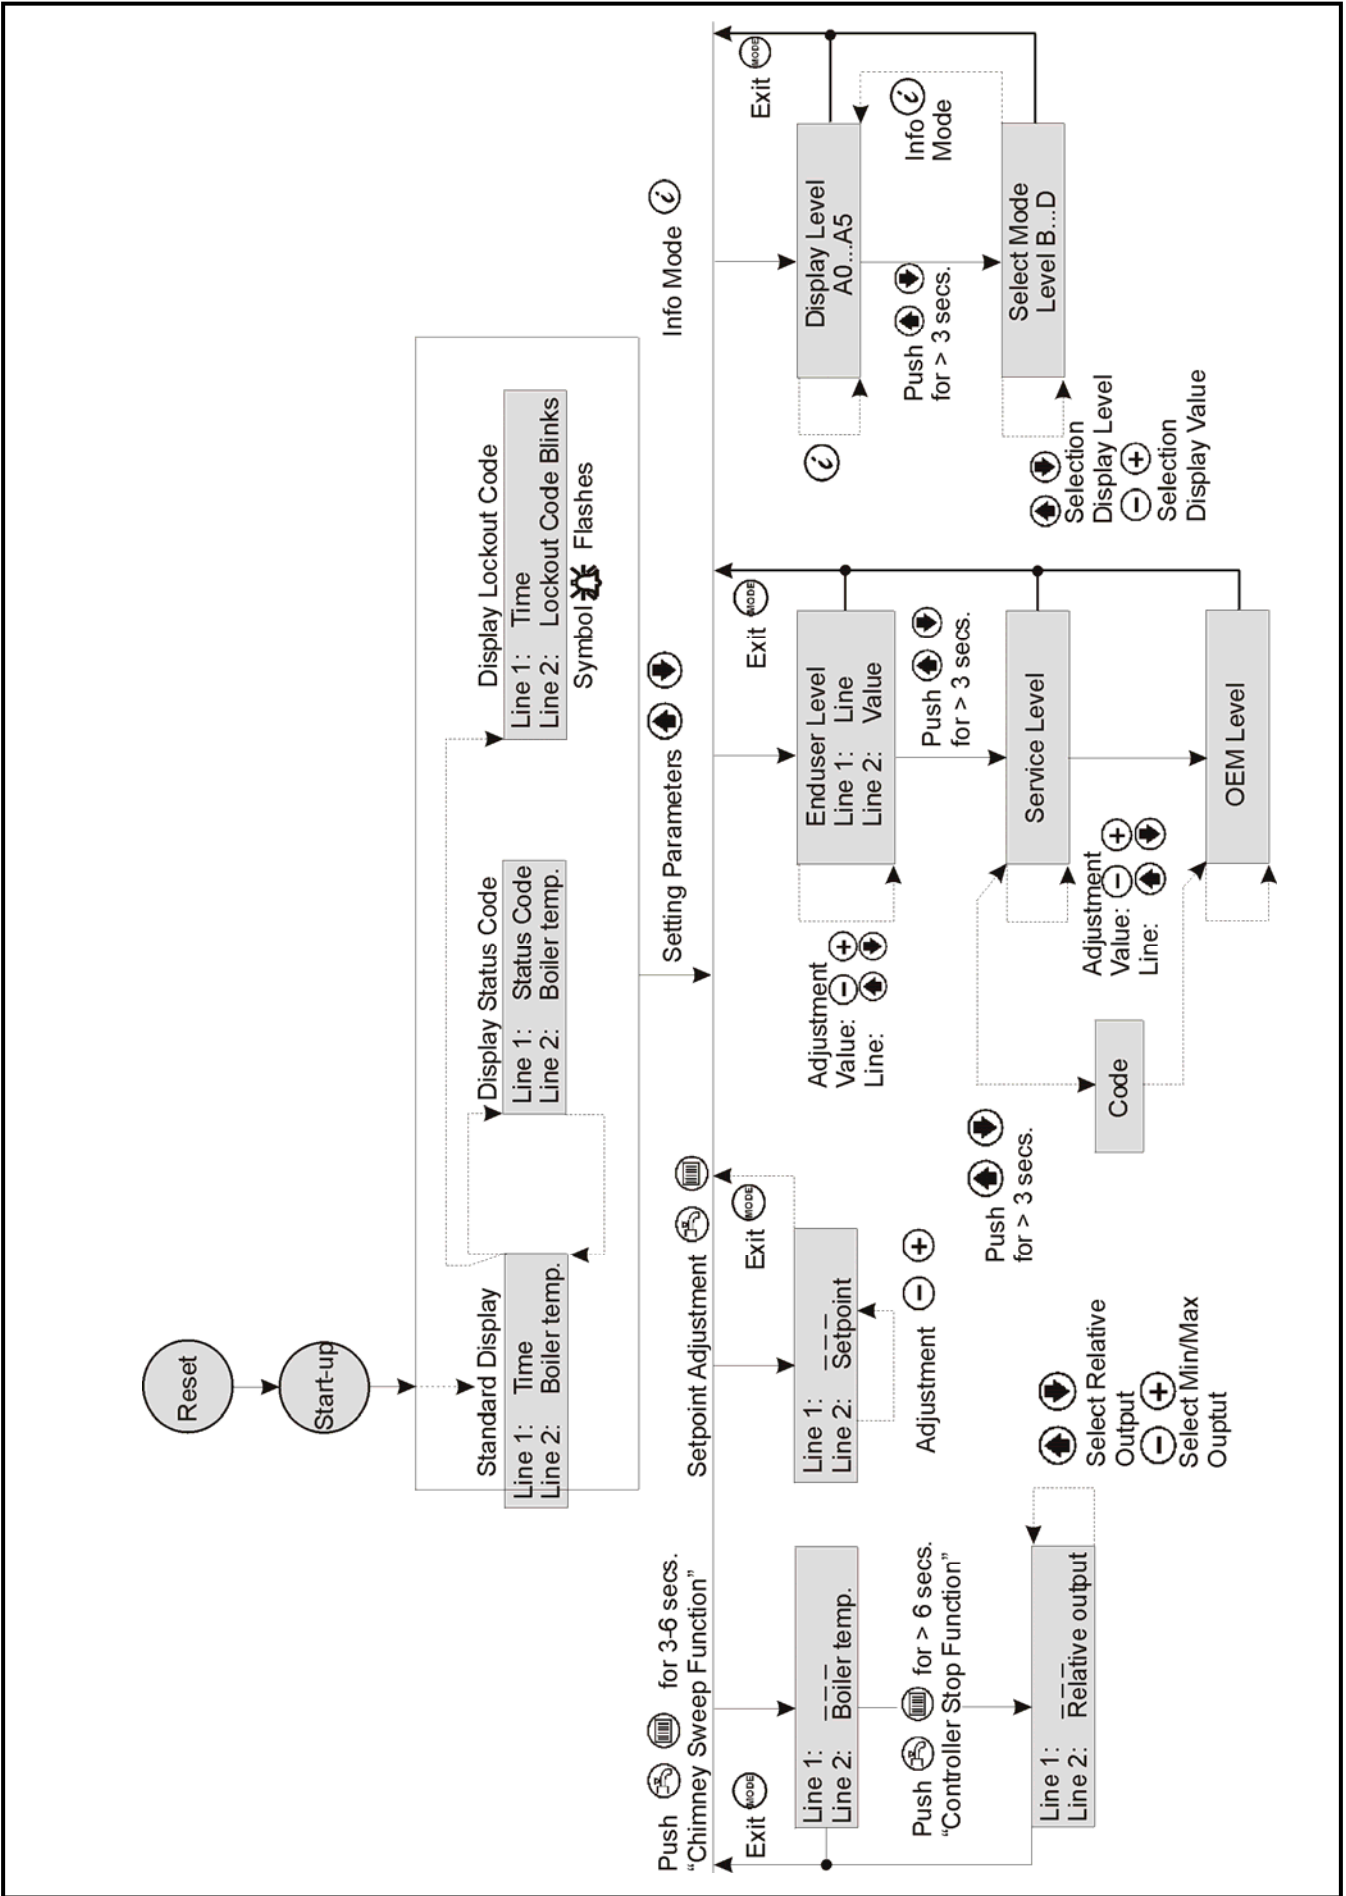 Reset
Start-up
Standard Display
Line 1: Time
Line 2: Boiler temp.
Display Status Code
Line 1: Status Code
Line 2: Boiler temp.
Display Lockout Code
Line 1: Time
Line 2: Lockout Code Blinks
Symbol Flashes
Push for 3-6 secs.
“Chimney Sweep Function”
Exit MODE
Line 1: ---
Line 2: Boiler temp.
Push for > 6 secs.
“Controller Stop Function”
Line 1: ---
Line 2: Relative output
Select Relative
Output
Select Min/Max
Ouptut
Setpoint Adjustment
Exit MODE
Line 1: ---
Line 2: Setpoint
Adjustment - +
Setting Parameters
Exit MODE
Enduser Level
Line 1: Line
Line 2: Value
Adjustment
Value: - +
Line:
Push
for > 3 secs.
Service Level
Push
for > 3 secs.
Code
Adjustment
Value: - +
Line:
OEM Level
Info Mode i
Exit MODE
Display Level
A0...A5
i
Push
for > 3 secs.
Info i
Mode
Select Mode
Level B...D
Selection
Display Level
- +
Selection
Display Value